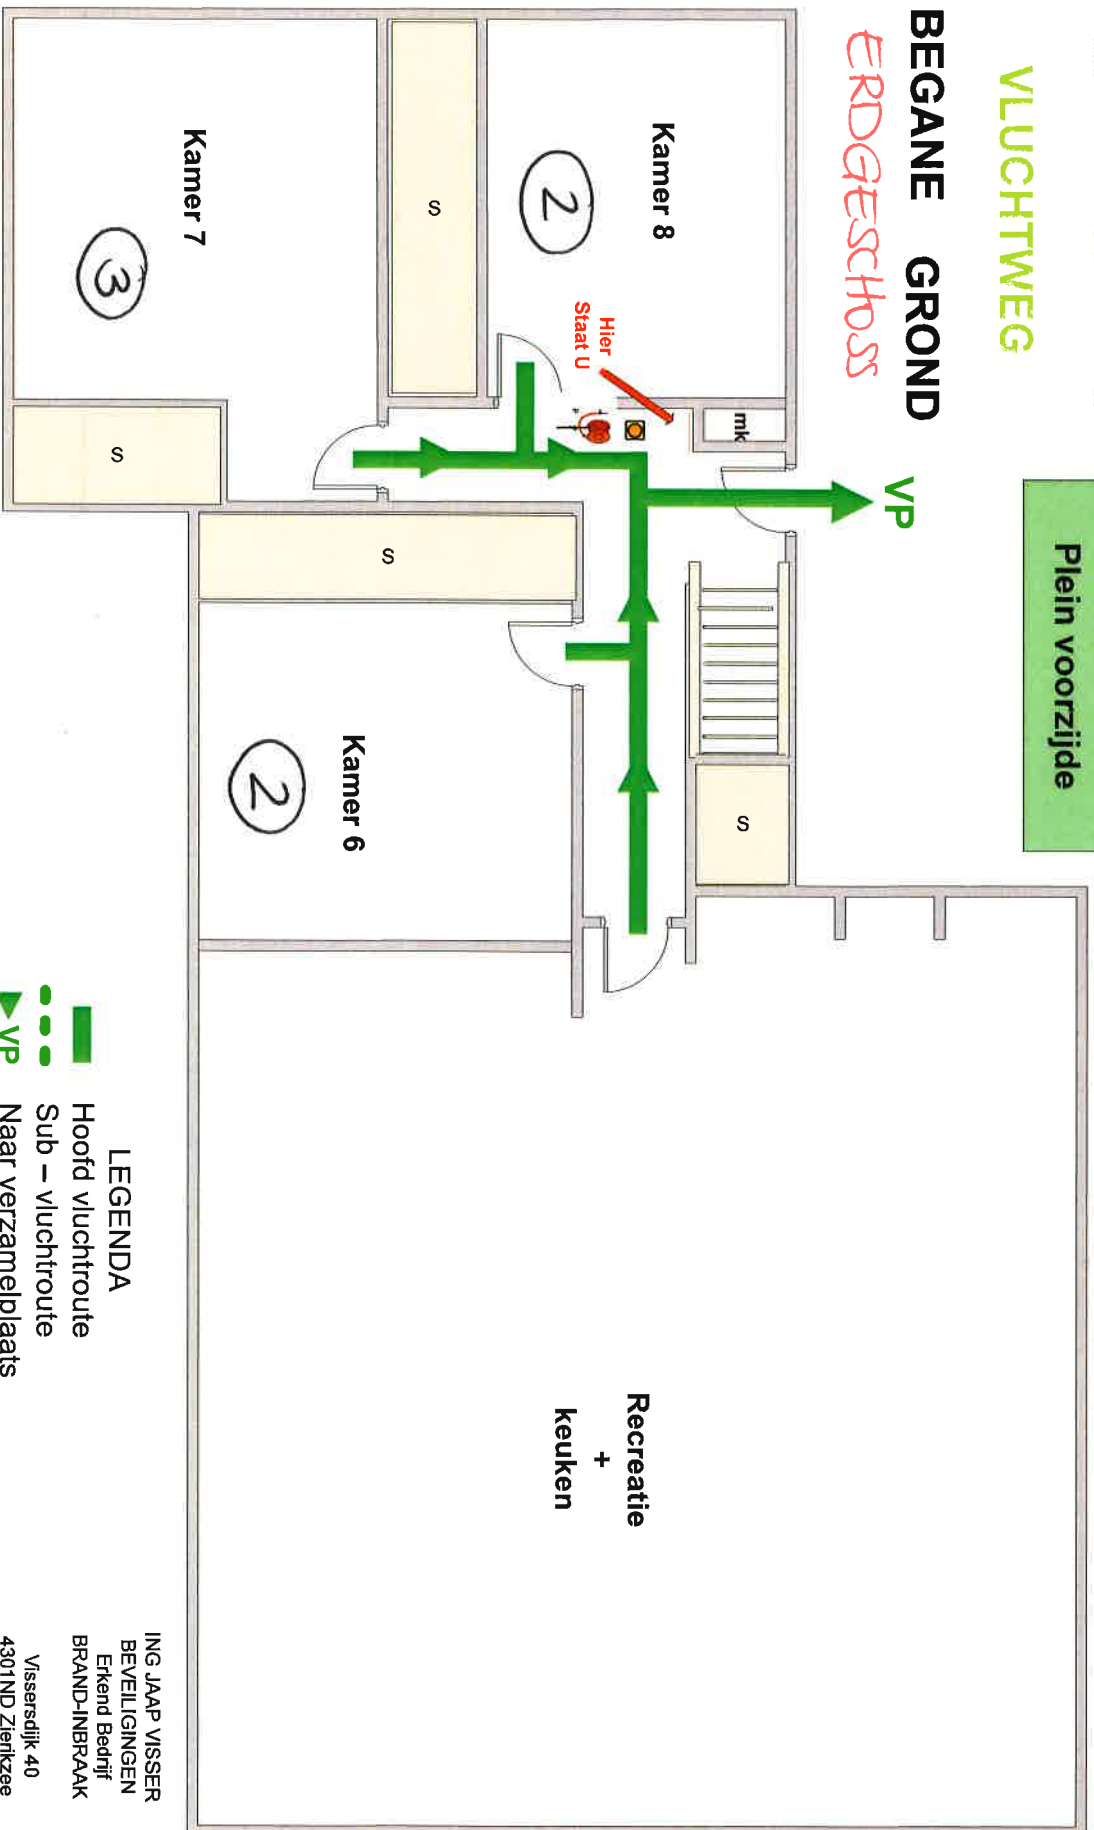 VLUCHTWEG
BEGANE GROND
ERDGESCHOSS
Plein voorzijde
VP
Kamer 8
2
Hier
Staat U
mk
S
Kamer 7
3
S
S
S
Kamer 6
2
Recreatie
+
keuken
LEGENDA
Hoofd vluchtroute
Sub – vluchtroute
VP Naar verzamelplaats
ING JAAP VISSER
BEVEILIGINGEN
Erkend Bedrijf
BRAND-INBRAAK
Vissersdijk 40
4301ND Zierikzee